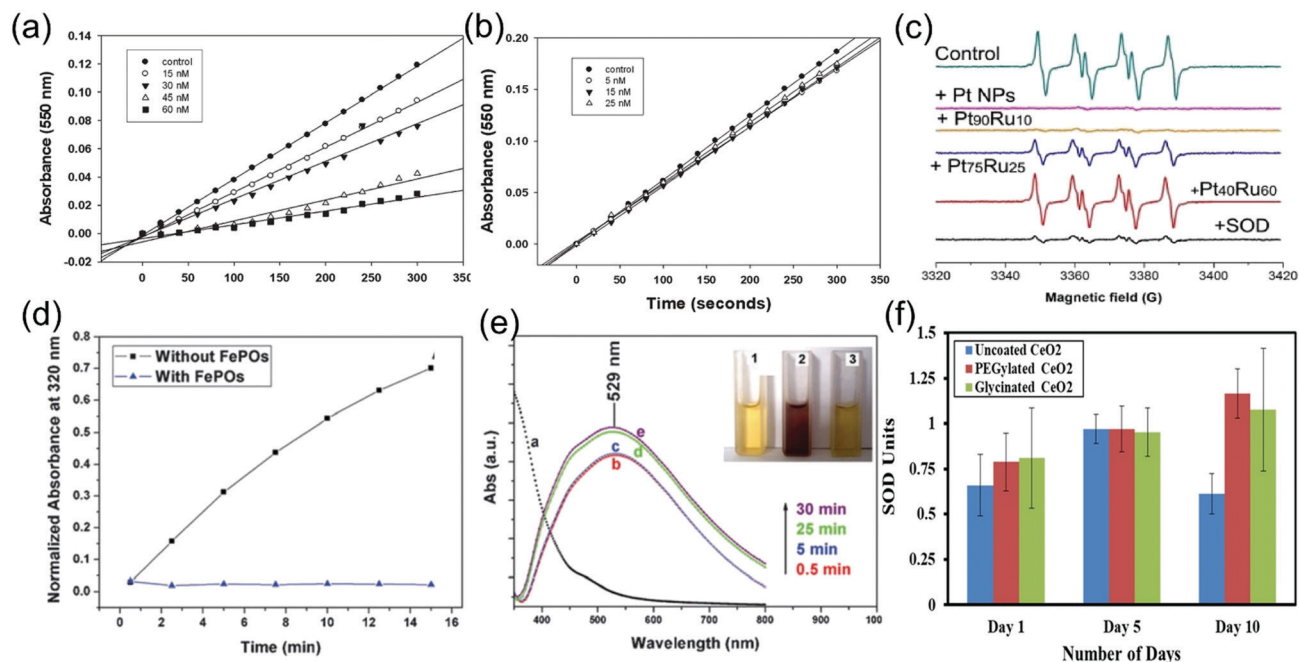 (a)
0.14
0.12
0.10
0.08
0.06
0.04
0.02
0.00
-0.02
Absorbance (550 nm)
control
15 nM
30 nM
45 nM
60 nM
0 50 100 150 200 250 300 350
(b)
0.20
0.15
0.10
0.05
0.00
Absorbance (550 nm)
control
5 nM
15 nM
25 nM
0 50 100 150 200 250 300 350
Time (seconds)
(c)
Control
+ Pt NPs
+ Pt90Ru10
+ Pt75Ru25
+Pt40Ru60
+SOD
3320 3340 3360 3380 3400 3420
Magnetic field (G)
(d)
0.8
0.7
0.6
0.5
0.4
0.3
0.2
0.1
0.0
Normalized Absorbance at 320 nm
Without FePOs
With FePOs
0 2 4 6 8 10 12 14 16
Time (min)
(e)
Abs (a.u.)
529 nm
1 2 3
a
e
d
c
b
30 min
25 min
5 min
0.5 min
400 500 600 700 800 900 100
Wavelength (nm)
(f)
1.5
1.25
1
0.75
0.5
0.25
0
SOD Units
Uncoated CeO2
PEGylated CeO2
Glycinated CeO2
Day 1 Day 5 Day 10
Number of Days